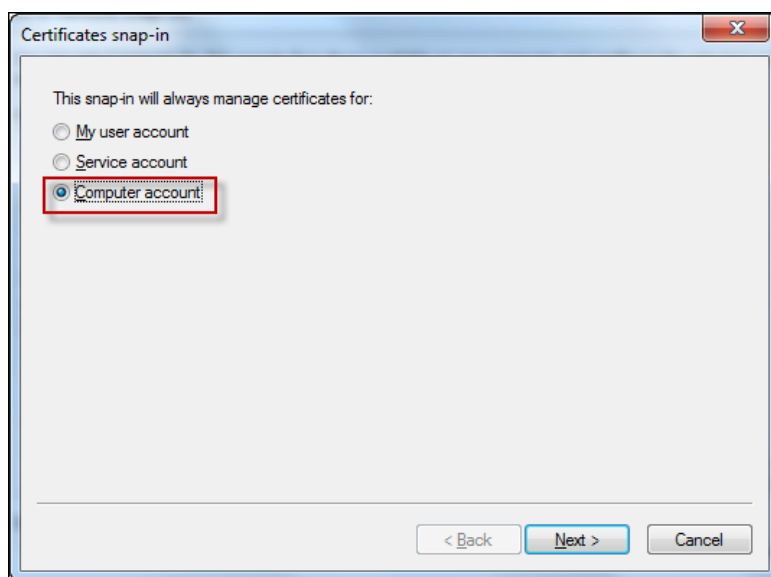 Certificates snap-in
This snap-in will always manage certificates for:
My user account
Service account
Computer account
< Back Next > Cancel